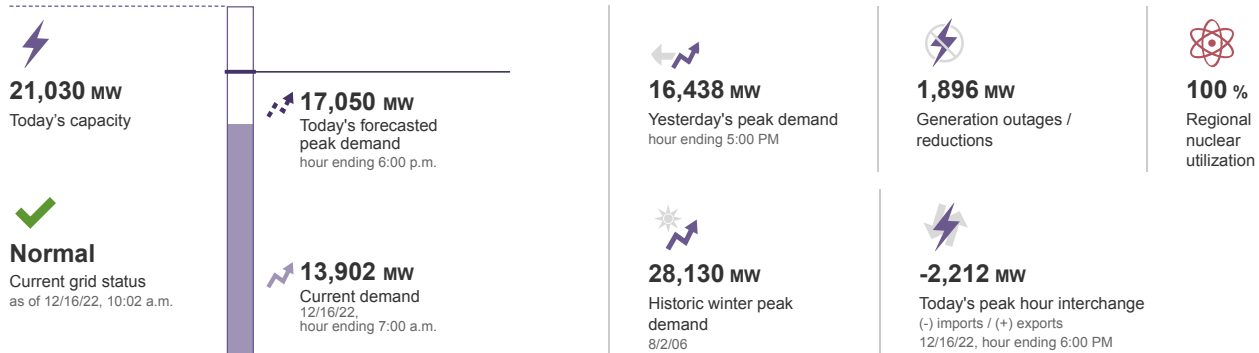 21,030 MW
Today's capacity
Normal
Current grid status
as of 12/16/22, 10:02 a.m.
17,050 MW
Today's forecasted
peak demand
hour ending 6:00 p.m.
13,902 MW
Current demand
12/16/22,
hour ending 7:00 a.m.
16,438 MW
Yesterday's peak demand
hour ending 5:00 PM
1,896 MW
Generation outages /
reductions
100 %
Regional
nuclear
utilization
28,130 MW
Historic winter peak
demand
8/2/06
-2,212 MW
Today's peak hour interchange
(-) imports / (+) exports
12/16/22, hour ending 6:00 PM